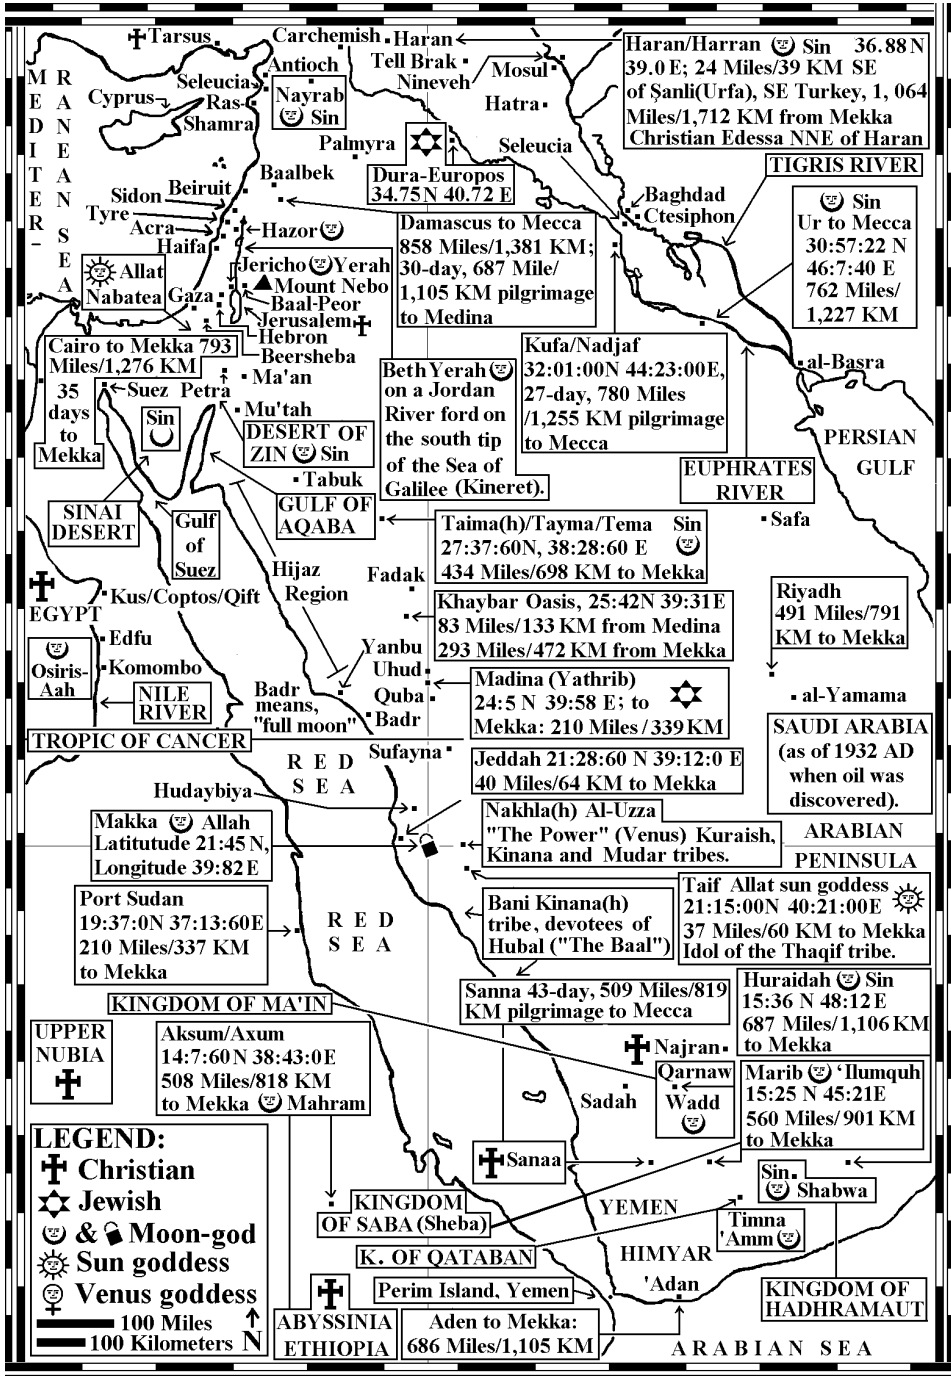 Tarsus
Carchemish
Haran
Tell Brak
Nineveh
Mosul
Haran/Harran Sin 36.88N
39.0E; 24 Miles/39 KM SE
of Şanli(Urfa), SE Turkey, 1, 064
Miles/1,712 KM from Mekka
Christian Edessa NNE of Haran
MEDITER-
RANEAN SEA
Antioch
Seleucia
Cyprus
Ras-
Shamra
Nayrab
Sin
Hatra
Palmyra
Seleucia
Dura-Europos
34.75N 40.72 E
TIGRIS RIVER
Baalbek
Beiruit
Sidon
Tyre
Acra
Haifa
Hazor
Baghdad
Ctesiphon
Sin
Ur to Mecca
30:57:22 N
46:7:40 E
762 Miles/
1,227 KM
Damascus to Mecca
858 Miles/1,381 KM;
30-day, 687 Mile/
1,105 KM pilgrimage
to Medina
Allat
Nabatea
Jericho Yerah
Mount Nebo
Baal-Peor
Gaza
Jerusalem
Hebron
Beersheba
Cairo to Mekka 793
Miles/1,276 KM
35
days
to
Mekka
Suez
Petra
Ma'an
Mu'tah
Sin
DESERT OF
ZIN Sin
Beth Yerah
on a Jordan
River ford on
the south tip
of the Sea of
Galilee (Kineret).
Kufa/Nadjaf
32:01:00N 44:23:00E,
27-day, 780 Miles
/1,255 KM pilgrimage
to Mecca
al-Basra
PERSIAN
GULF
EUPHRATES
RIVER
Tabuk
GULF OF
AQABA
SINAI
DESERT
Gulf
of
Suez
Safa
Taima(h)/Tayma/Tema Sin
27:37:60N, 38:28:60 E
434 Miles/698 KM to Mekka
Hijaz
Region
Fadak
EGYPT
Kus/Coptos/Qift
Khaybar Oasis, 25:42N 39:31E
83 Miles/133 KM from Medina
293 Miles/472 KM from Mekka
Riyadh
491 Miles/791
KM to Mekka
Edfu
Komombo
Osiris-
Aah
NILE
RIVER
Yanbu
Uhud
Quba
Badr
Badr
means,
"full moon"
Madina (Yathrib)
24:5 N 39:58 E; to
Mekka: 210 Miles/339KM
al-Yamama
SAUDI ARABIA
(as of 1932 AD
when oil was
discovered).
TROPIC OF CANCER
RED
SEA
Sufayna
Jeddah 21:28:60 N 39:12:0 E
40 Miles/64 KM to Mekka
Hudaybiya
Makka Allah
Latitutude 21:45 N,
Longitude 39:82E
Nakhla(h) Al-Uzza
"The Power" (Venus) Kuraish,
Kinana and Mudar tribes.
ARABIAN
PENINSULA
Port Sudan
19:37:0N 37:13:60E
210 Miles/337 KM
to Mekka
RED
SEA
Bani Kinana(h)
tribe, devotees of
Hubal ("The Baal")
Taif Allat sun goddess
21:15:00N 40:21:00E
37 Miles/60 KM to Mekka
Idol of the Thaqif tribe.
KINGDOM OF MA'IN
Sanna 43-day, 509 Miles/819
KM pilgrimage to Mecca
Huraidah Sin
15:36 N 48:12E
687 Miles/1,106KM
to Mekka
UPPER
NUBIA
Aksum/Axum
14:7:60N 38:43:0E
508 Miles/818 KM
to Mekka Mahram
Najran
Sadah
Qarnaw
Wadd
Marib 'Ilumquh
15:25 N 45:21E
560 Miles/901 KM
to Mekka
LEGEND:
Christian
Jewish
& Moon-god
Sun goddess
Venus goddess
100 Miles
100 Kilometers N
Sanaa
Sin
Shabwa
KINGDOM
OF SABA (Sheba)
YEMEN
Timna
'Amm
K. OF QATABAN
HIMYAR
'Adan
Perim Island, Yemen
KINGDOM OF
HADHRAMAUT
ABYSSINIA
ETHIOPIA
Aden to Mekka:
686 Miles/1,105 KM
ARABIAN SEA